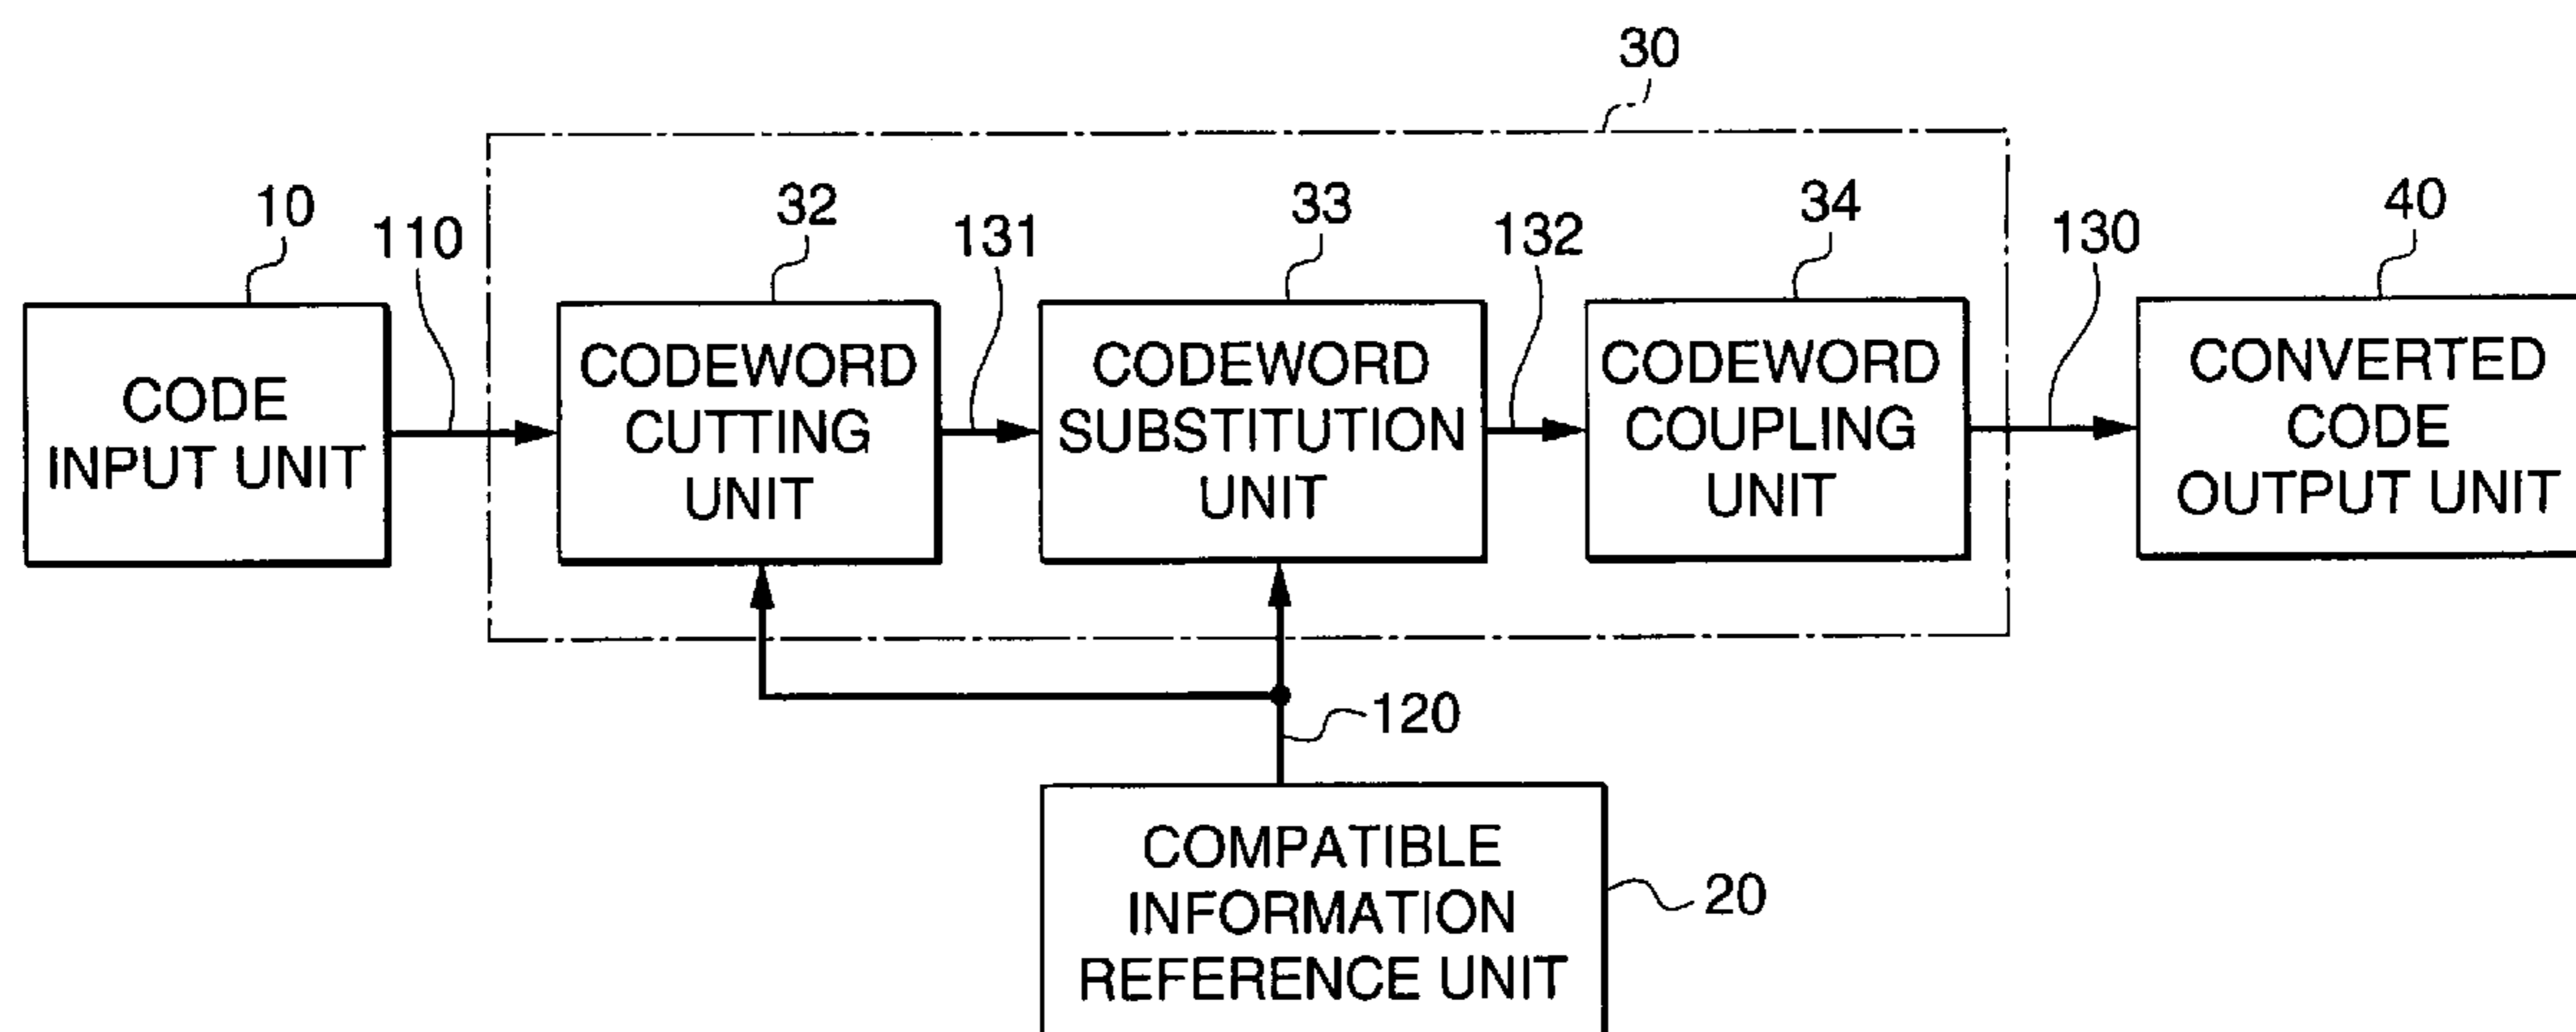 30
10
110
32
131
33
132
34
130
40
CODE
INPUT UNIT
CODEWORD
CUTTING
UNIT
CODEWORD
SUBSTITUTION
UNIT
CODEWORD
COUPLING
UNIT
CONVERTED
CODE
OUTPUT UNIT
120
COMPATIBLE
INFORMATION
REFERENCE UNIT
20